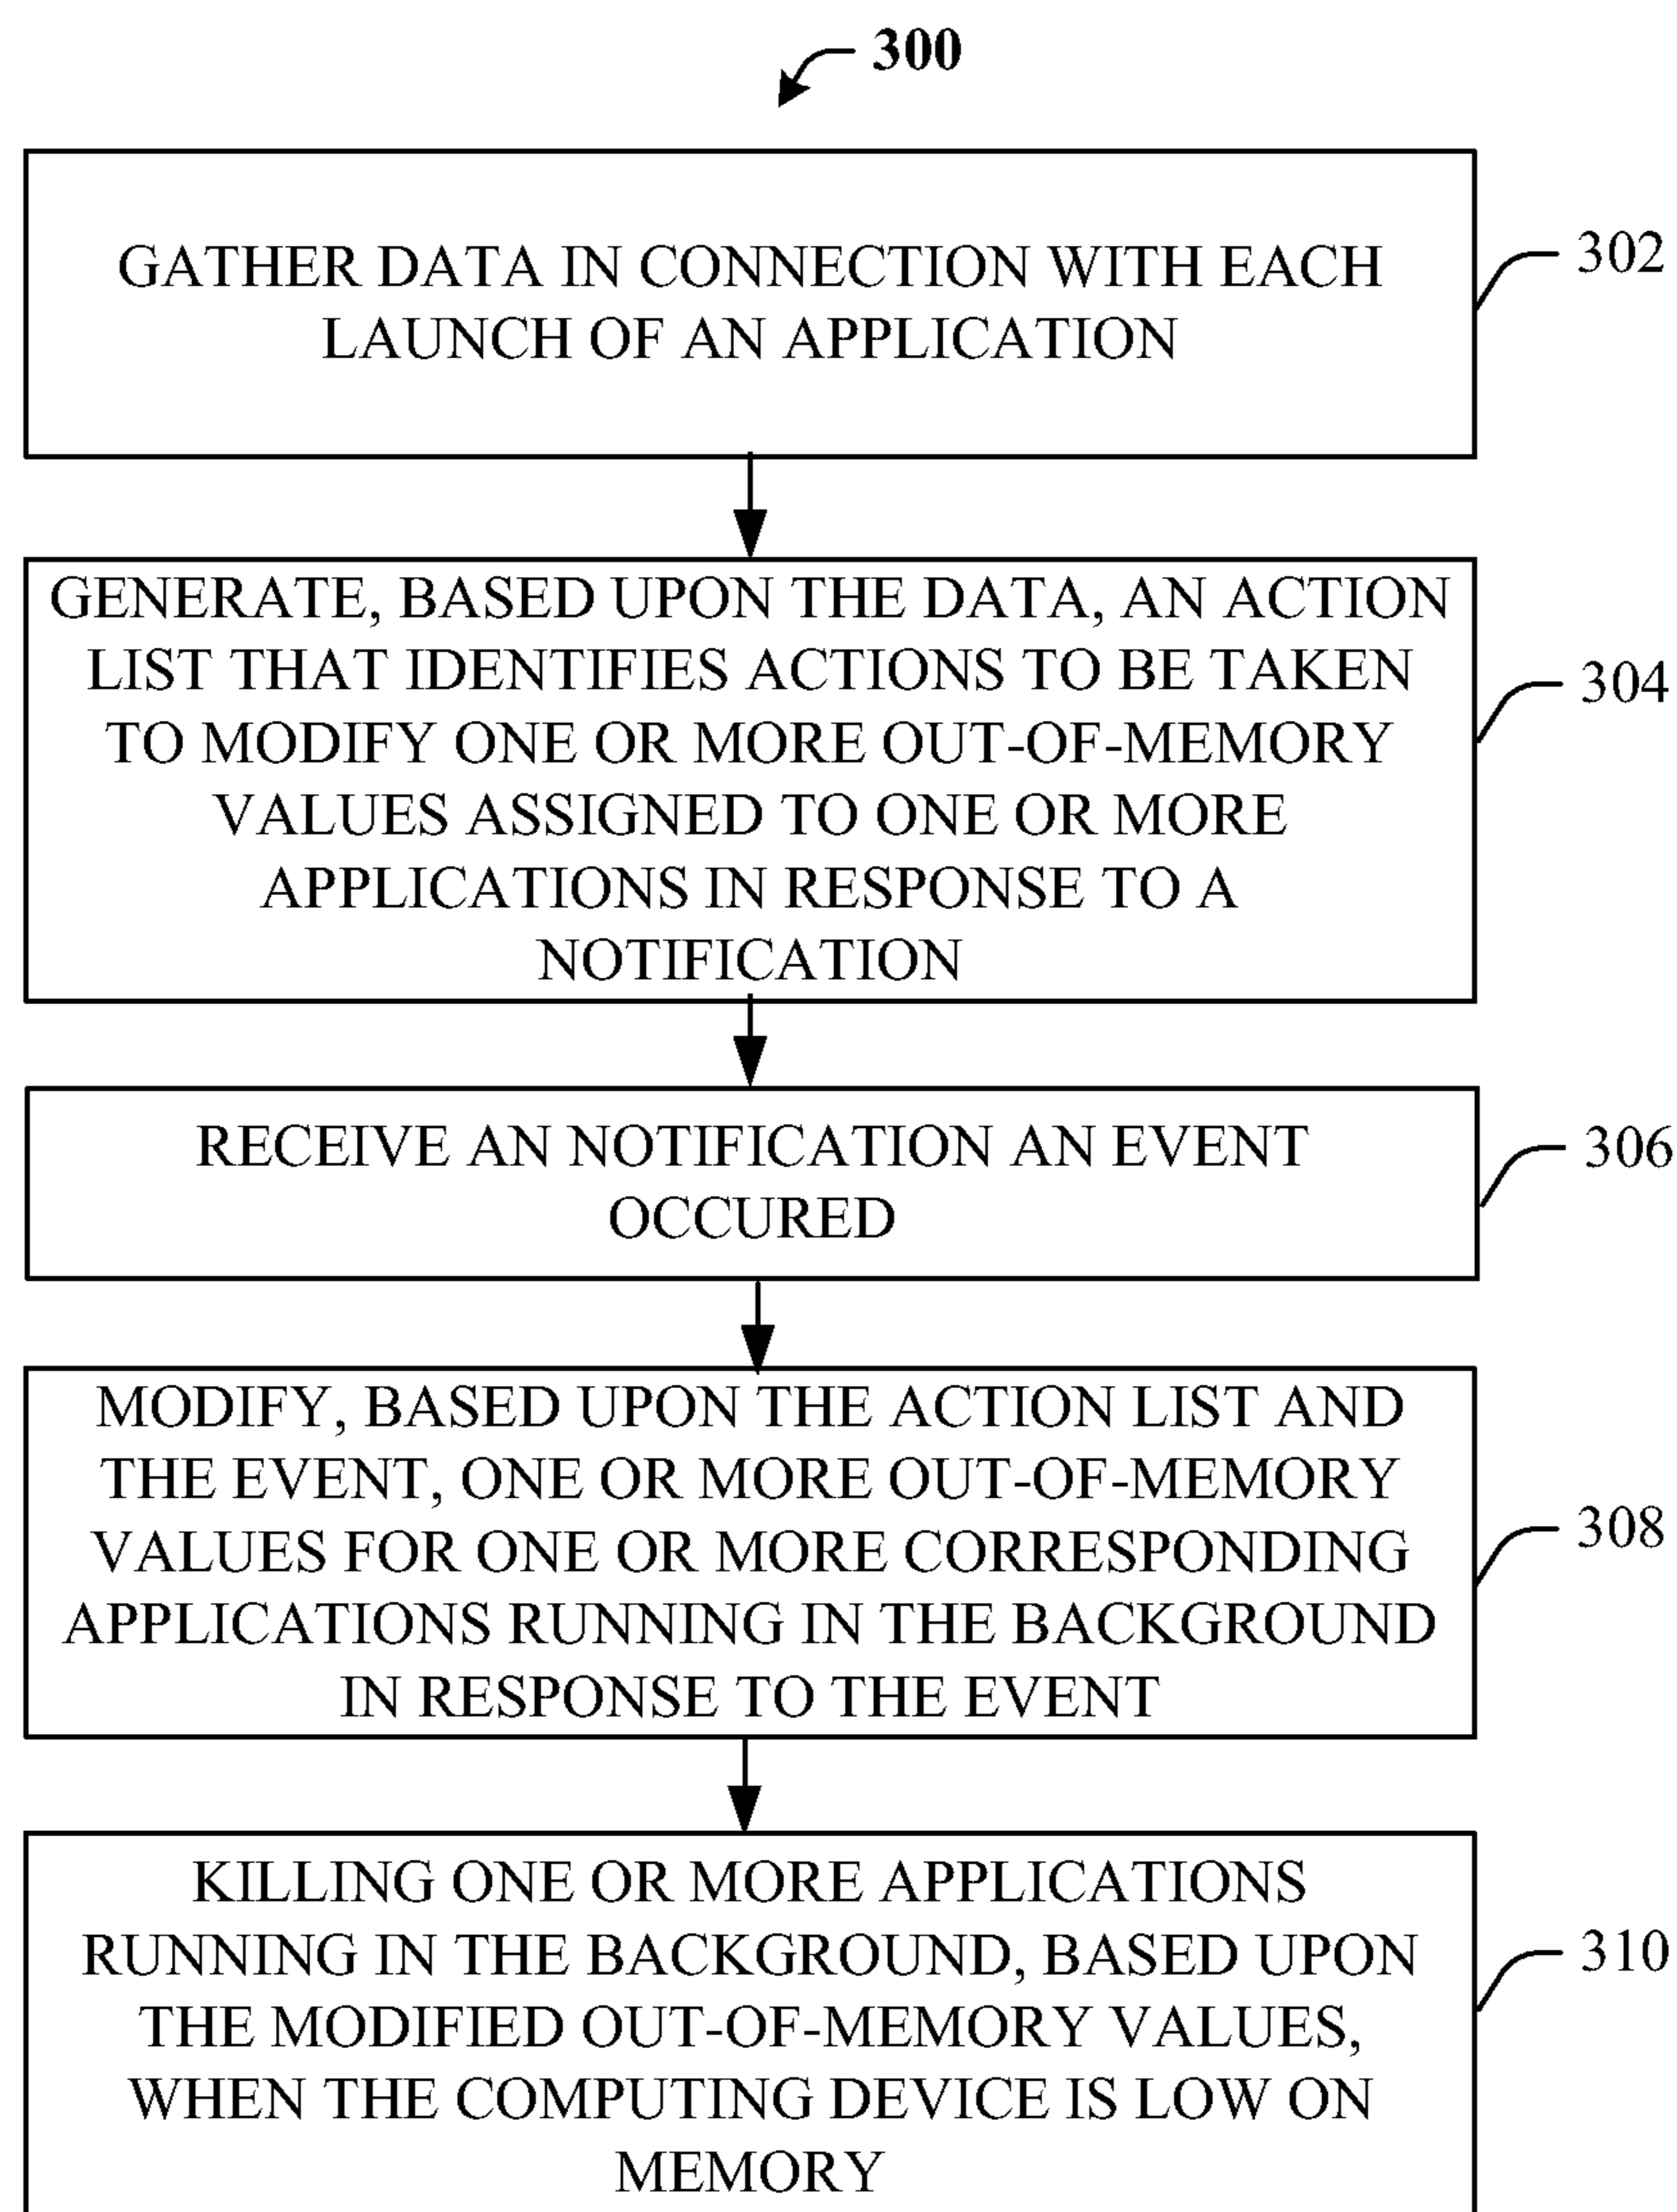 300
GATHER DATA IN CONNECTION WITH EACH
LAUNCH OF AN APPLICATION
302
GENERATE, BASED UPON THE DATA, AN ACTION
LIST THAT IDENTIFIES ACTIONS TO BE TAKEN
TO MODIFY ONE OR MORE OUT-OF-MEMORY
VALUES ASSIGNED TO ONE OR MORE
APPLICATIONS IN RESPONSE TO A
NOTIFICATION
304
RECEIVE AN NOTIFICATION AN EVENT
OCCURED
306
MODIFY, BASED UPON THE ACTION LIST AND
THE EVENT, ONE OR MORE OUT-OF-MEMORY
VALUES FOR ONE OR MORE CORRESPONDING
APPLICATIONS RUNNING IN THE BACKGROUND
IN RESPONSE TO THE EVENT
308
KILLING ONE OR MORE APPLICATIONS
RUNNING IN THE BACKGROUND, BASED UPON
THE MODIFIED OUT-OF-MEMORY VALUES,
WHEN THE COMPUTING DEVICE IS LOW ON
MEMORY
310